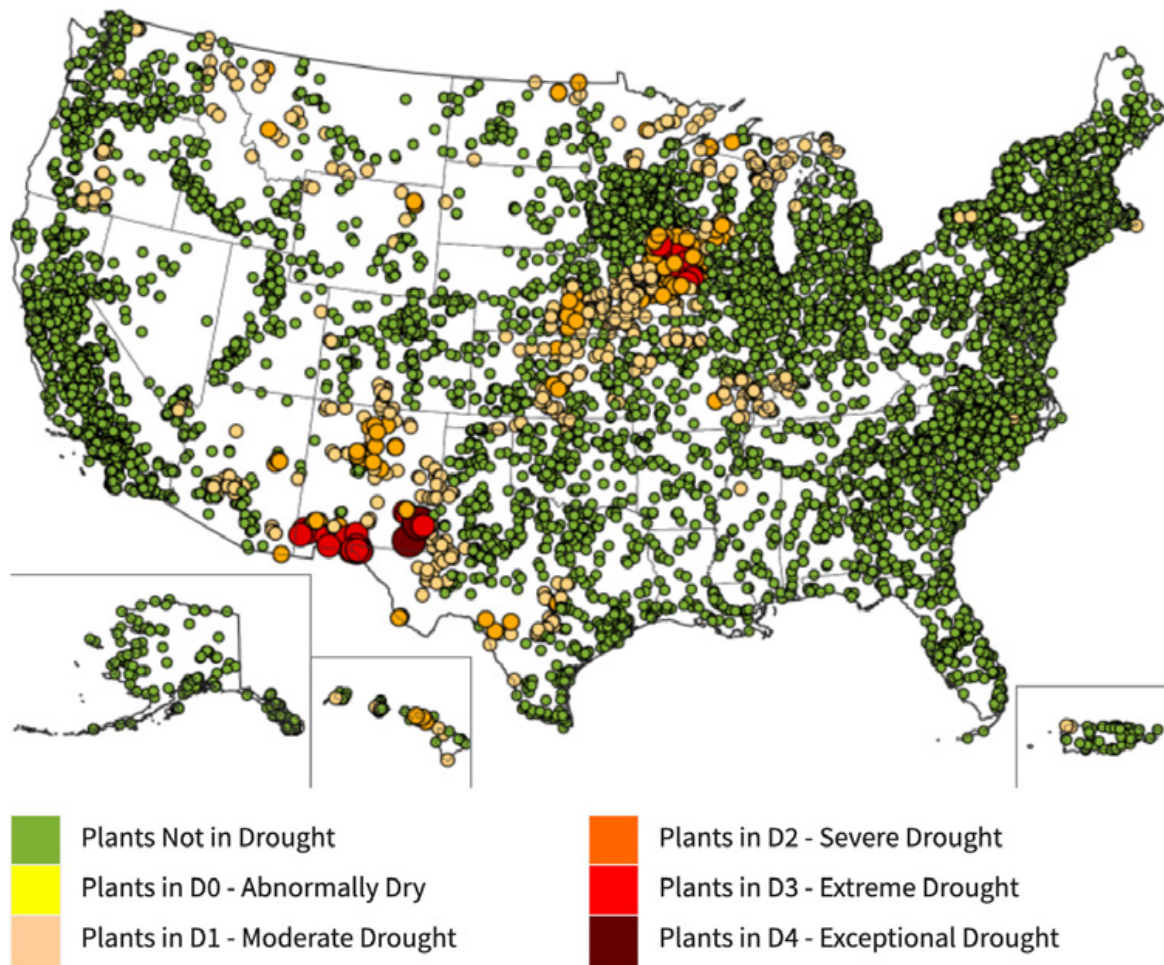 Plants Not in Drought
Plants in D0 - Abnormally Dry
Plants in D1 - Moderate Drought
Plants in D2 - Severe Drought
Plants in D3 - Extreme Drought
Plants in D4 - Exceptional Drought